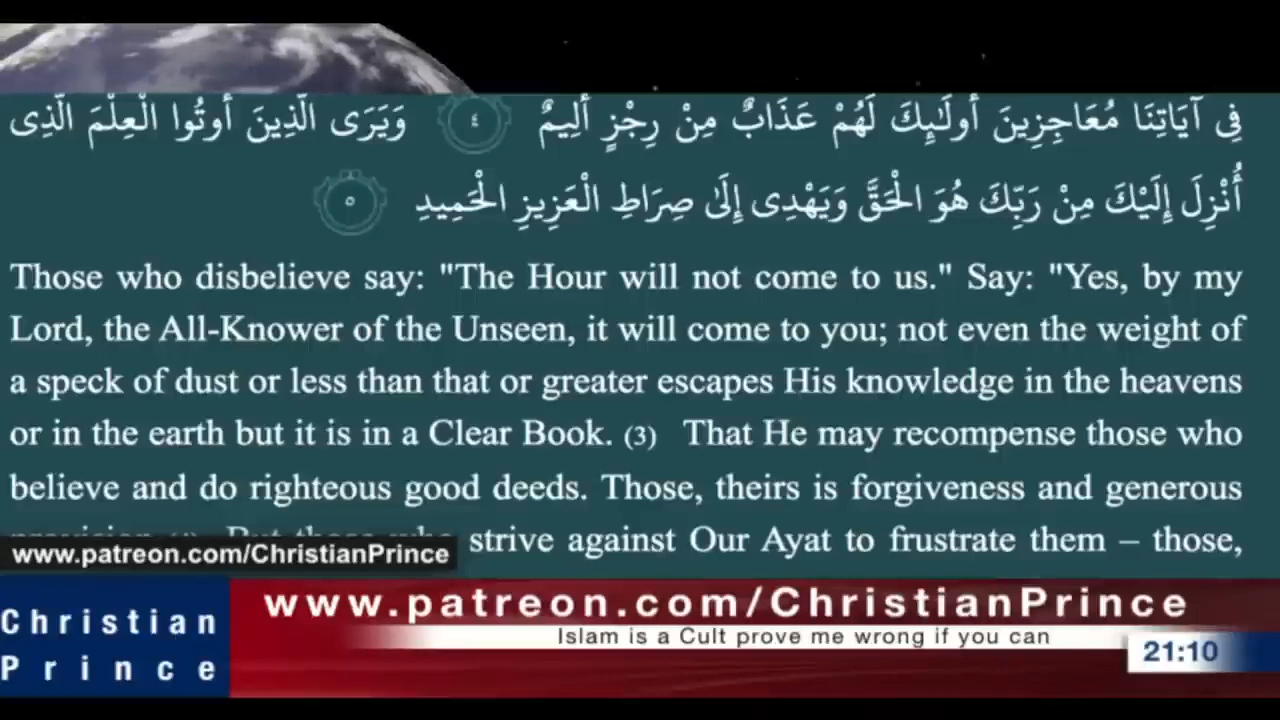 فِي آيَاتِنَا مُعَاجِزِينَ أُولَٰئِكَ لَهُمْ عَذَابٌ مِنْ رِجْزٍ أَلِيمٌ ٤ وَيَرَى الَّذِينَ أُوتُوا الْعِلْمَ الَّذِى
أُنْزِلَ إِلَيْكَ مِنْ رَبِّكَ هُوَ الْحَقَّ وَيَهْدِى إِلَىٰ صِرَاطِ الْعَزِيزِ الْحَمِيدِ ٥
Those who disbelieve say: "The Hour will not come to us." Say: "Yes, by my
Lord, the All-Knower of the Unseen, it will come to you; not even the weight of
a speck of dust or less than that or greater escapes His knowledge in the heavens
or in the earth but it is in a Clear Book. (3) That He may recompense those who
believe and do righteous good deeds. Those, theirs is forgiveness and generous
strive against Our Ayat to frustrate them – those,
www.patreon.com/ChristianPrince
Christian
Prince
www.patreon.com/ChristianPrince
Islam is a Cult prove me wrong if you can
21:10